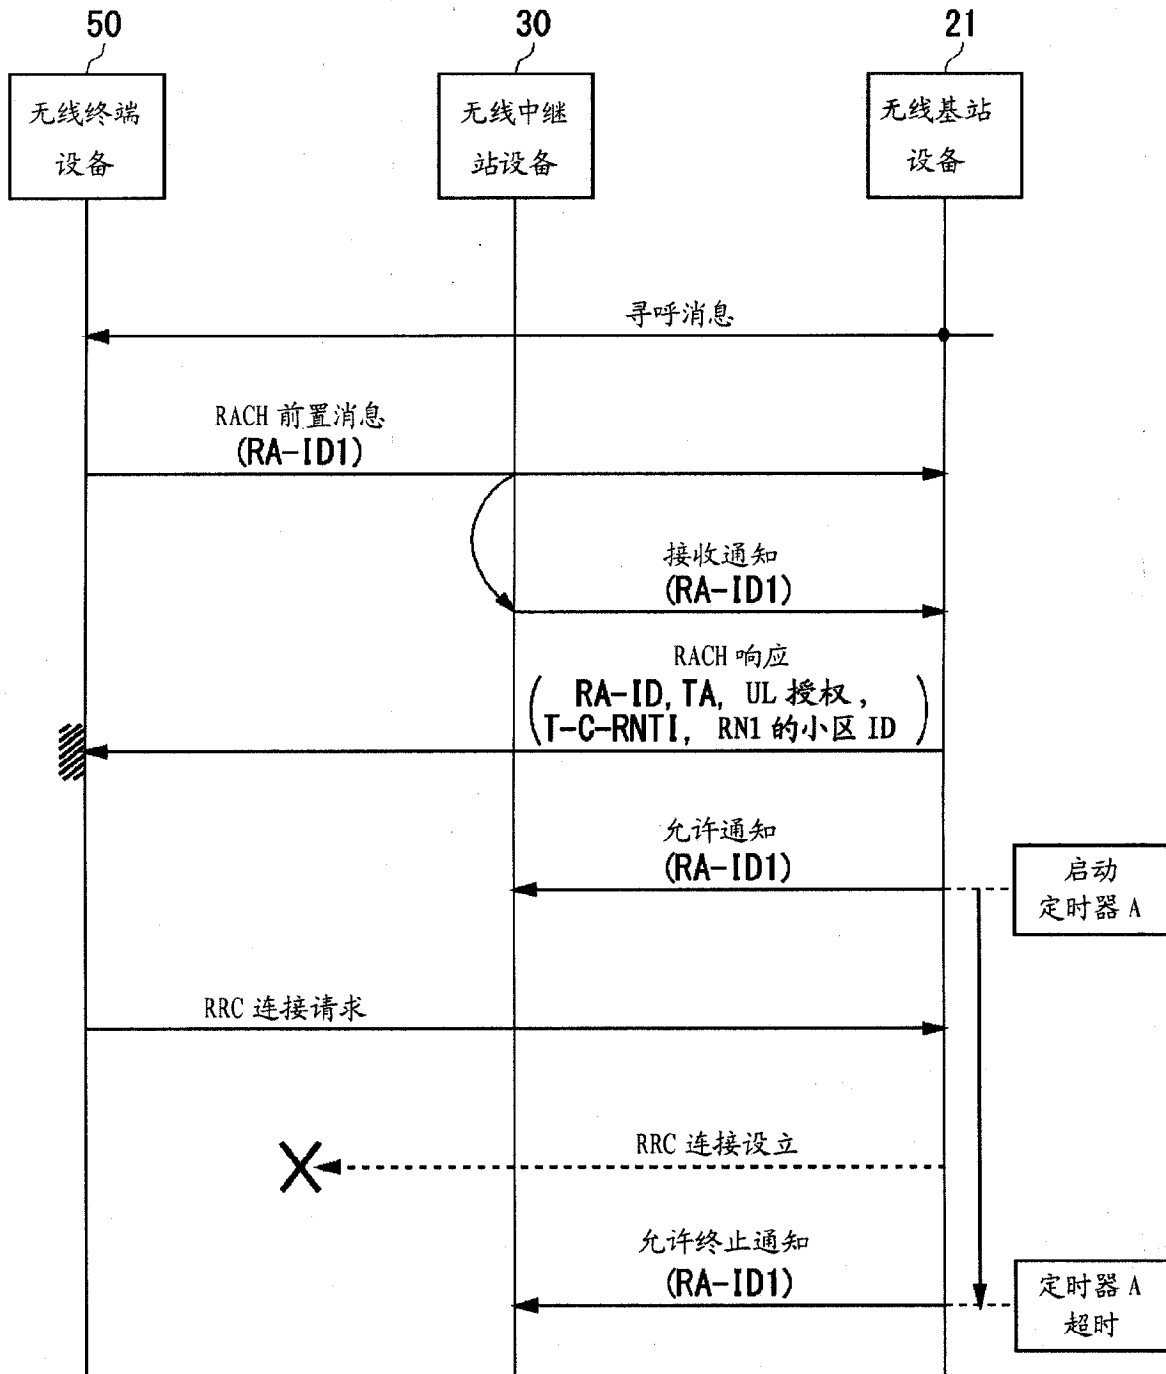 50
30
21
无线终端
设备
无线中继
站设备
无线基站
设备
寻呼消息
RACH 前置消息
(RA-ID1)
接收通知
(RA-ID1)
RACH 响应
RA-ID, TA, UL 授权,
T-C-RNTI, RN1 的小区 ID
允许通知
(RA-ID1)
启动
定时器 A
RRC 连接请求
RRC 连接设立
允许终止通知
(RA-ID1)
定时器 A
超时